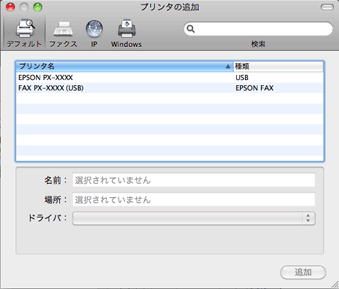 プリンタの追加
デフォルト ファクス IP Windows 検索
プリンタ名 種類
EPSON PX-XXXX USB
FAX PX-XXXX (USB) EPSON FAX
名前： 選択されていません
場所： 選択されていません
ドライバ：
追加